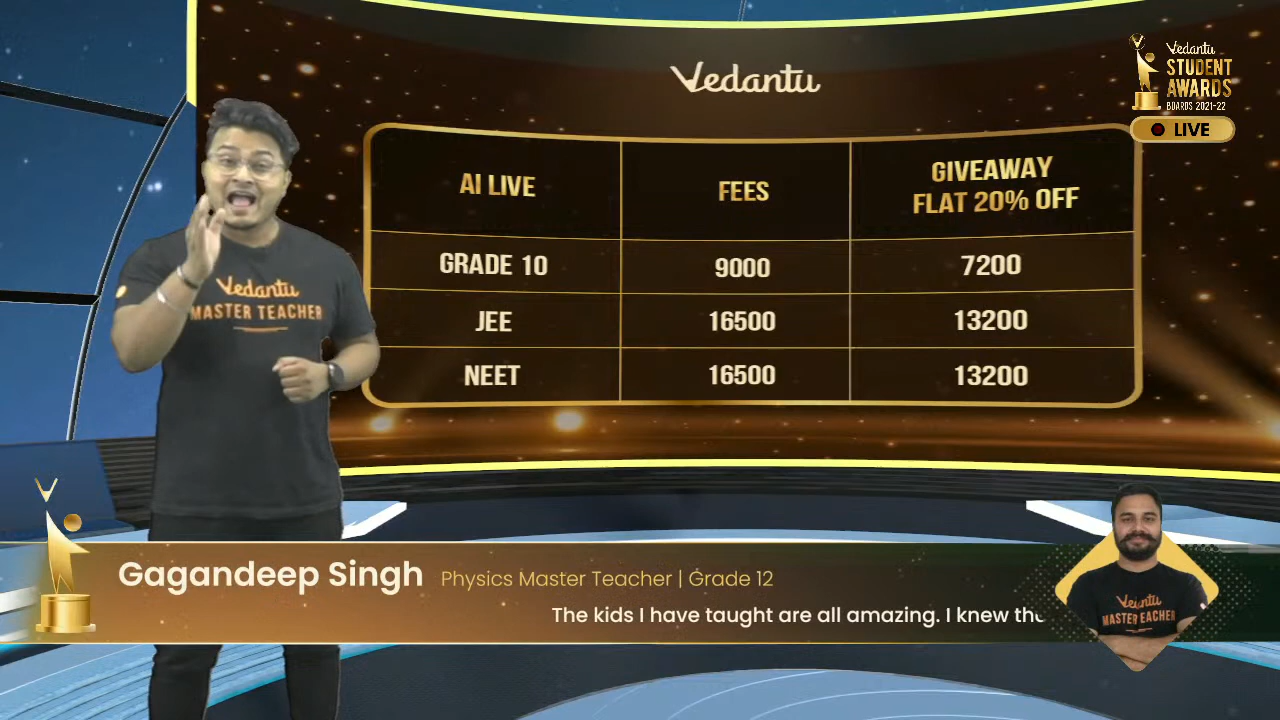 Vedantu
Vedantu
STUDENT
AWARDS
BOARDS 2021-22
LIVE
AI LIVE
FEES
GIVEAWAY
FLAT 20% OFF
GRADE 10
9000
7200
JEE
16500
13200
NEET
16500
13200
Vedantu
MASTER TEACHER
Gagandeep Singh
Physics Master Teacher | Grade 12
The kids I have taught are all amazing. I knew
Vedantu
MASTER TEACHER